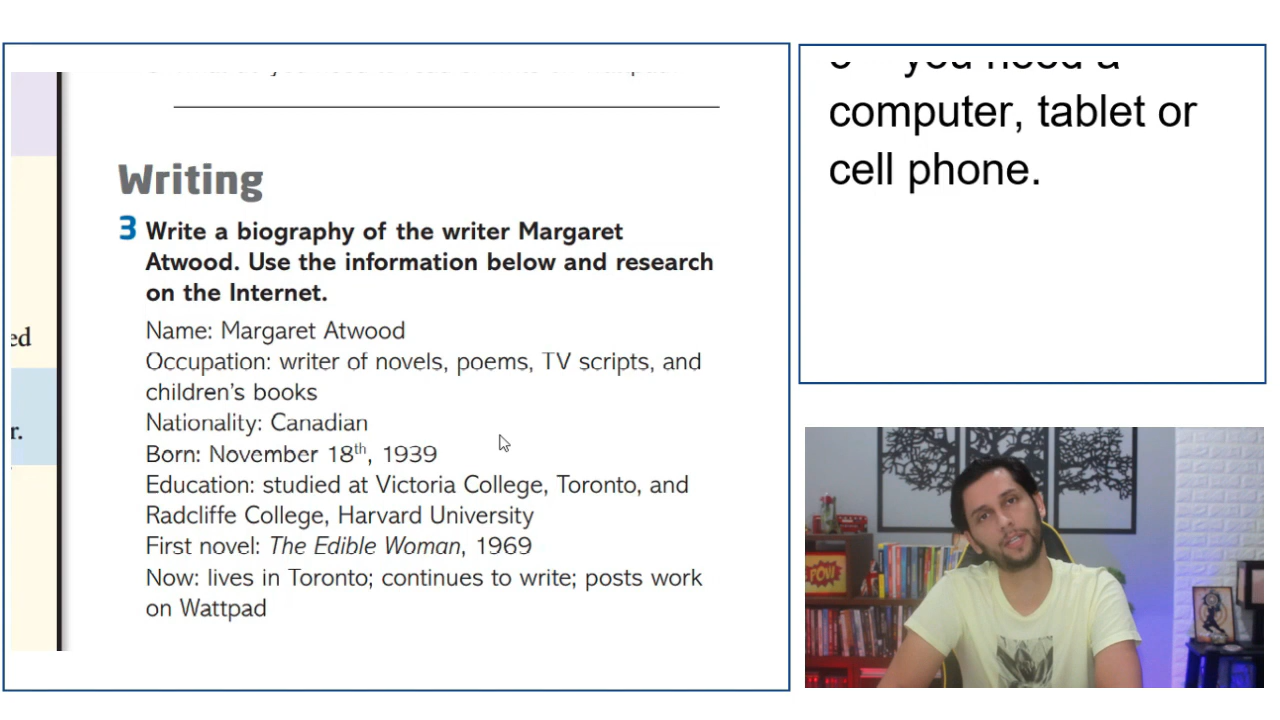 Writing
3 Write a biography of the writer Margaret
Atwood. Use the information below and research
on the Internet.
Name: Margaret Atwood
Occupation: writer of novels, poems, TV scripts, and
children's books
Nationality: Canadian
Born: November 18th, 1939
Education: studied at Victoria College, Toronto, and
Radcliffe College, Harvard University
First novel: The Edible Woman, 1969
Now: lives in Toronto; continues to write; posts work
on Wattpad
ed
r.
you need a
computer, tablet or
cell phone.
POW!